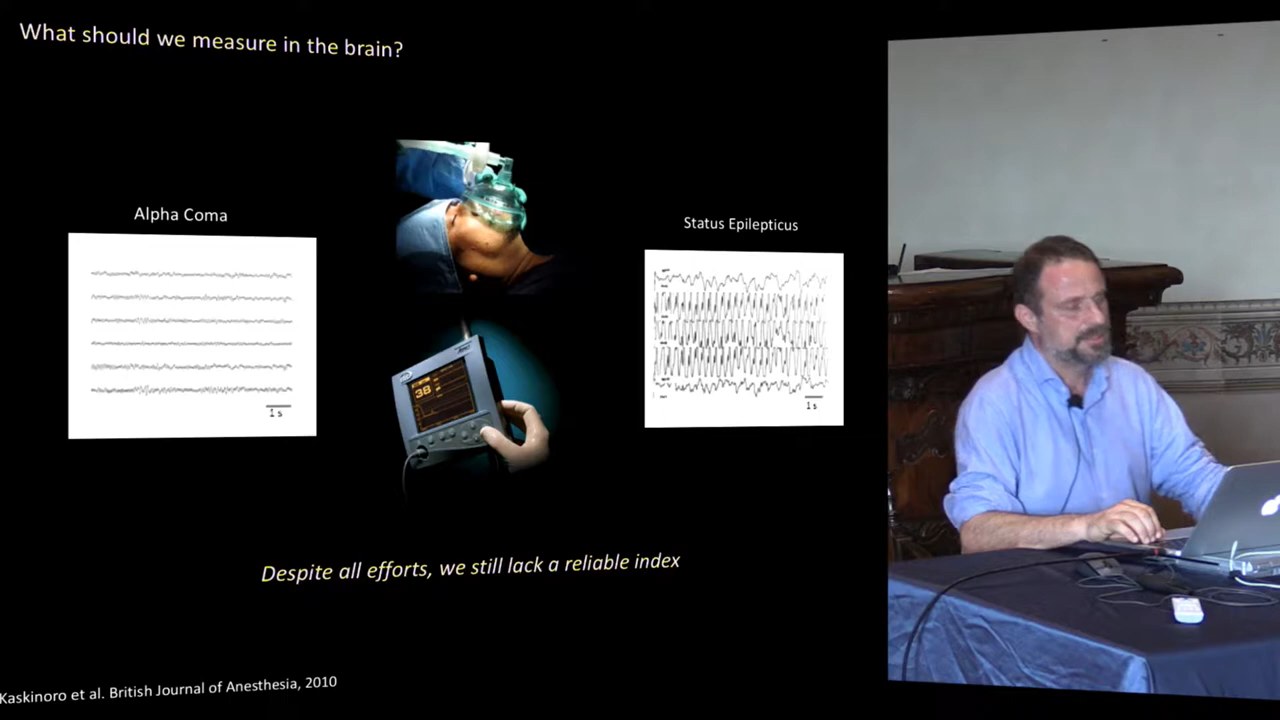 What should we measure in the brain?
Alpha Coma
Status Epilepticus
1 s
38
1 s
Despite all efforts, we still lack a reliable index
Kaskinoro et al. British Journal of Anesthesia, 2010